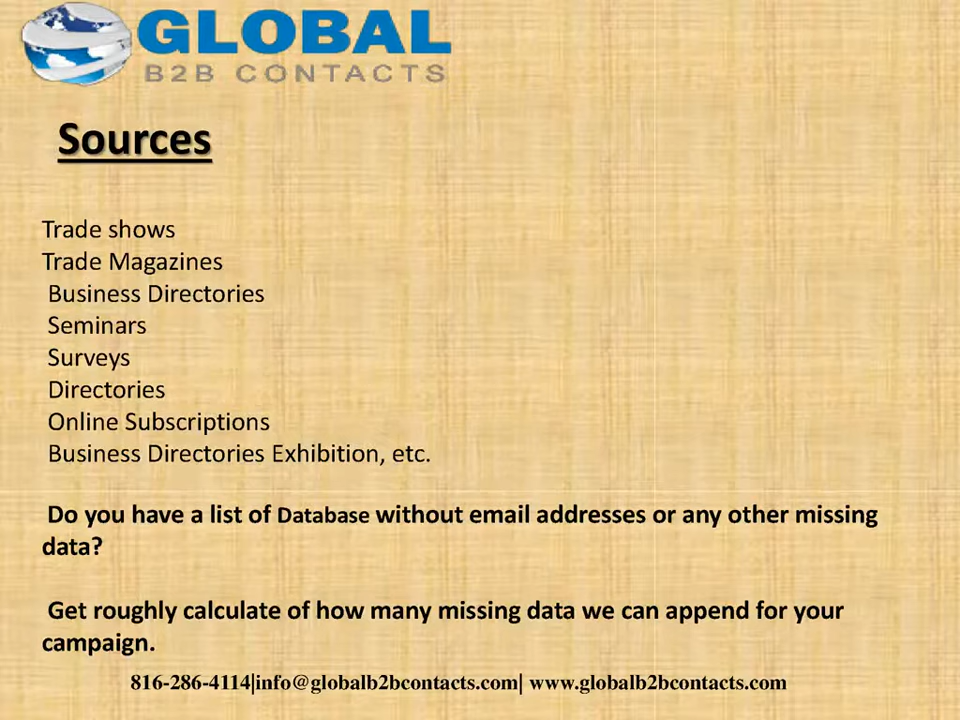 GLOBAL
B2B CONTACTS
Sources
Trade shows
Trade Magazines
Business Directories
Seminars
Surveys
Directories
Online Subscriptions
Business Directories Exhibition, etc.
Do you have a list of Database without email addresses or any other missing
data?
Get roughly calculate of how many missing data we can append for your
campaign.
816-286-4114|info@globalb2bcontacts.com| www.globalb2bcontacts.com